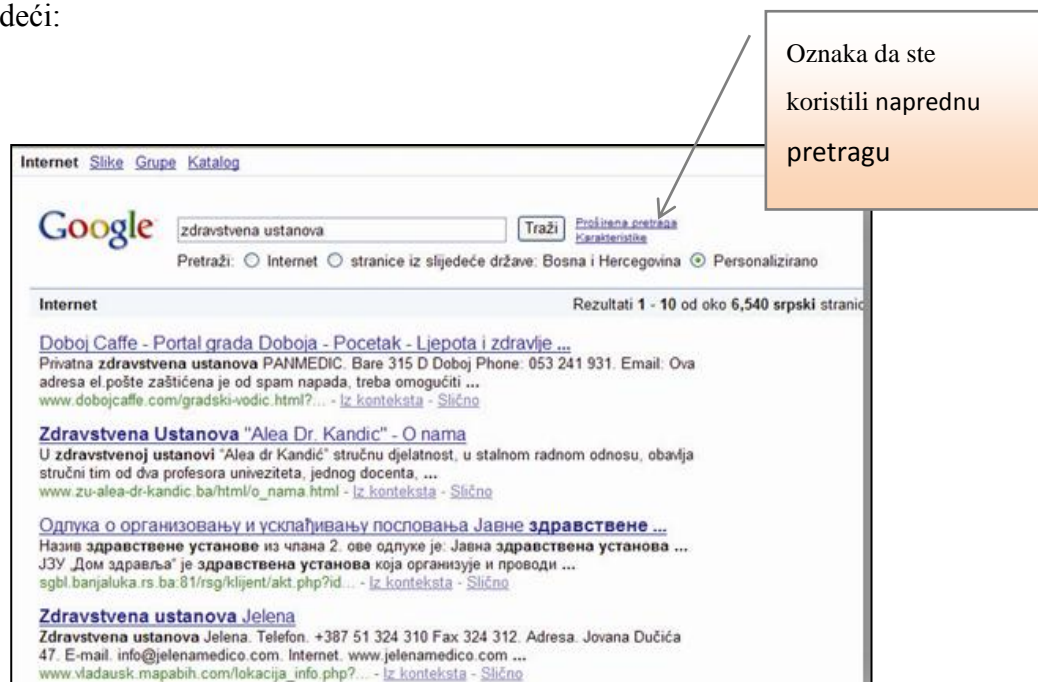 deći:
Oznaka da ste
koristili naprednu
pretragu
Internet Slike Grupe Katalog
Google zdravstvena ustanova Traži Proširena pretraga
Karakteristike
Pretraži: Internet stranice iz slijedeće države: Bosna i Hercegovina Personalizirano
Internet Rezultati 1 - 10 od oko 6,540 srpski stranic
Doboj Caffe - Portal grada Doboja - Pocetak - Ljepota i zdravlje ...
Privatna zdravstvena ustanova PANMEDIC. Bare 315 D Doboj Phone: 053 241 931. Email: Ova
adresa el.pošte zaštićena je od spam napada, treba omogućiti ...
www.dobojcaffe.com/gradski-vodic.html?... - Iz konteksta - Slično
Zdravstvena Ustanova "Alea Dr. Kandic" - O nama
U zdravstvenoj ustanovi "Alea dr Kandić" stručnu djelatnost, u stalnom radnom odnosu, obavlja
stručni tim od dva profesora univeziteta, jednog docenta, ...
www.zu-alea-dr-kandic.ba/html/o_nama.html - Iz konteksta - Slično
Одлука о организовању и усклађивању пословања Јавне здравствене ...
Назив здравствене установе из члана 2. ове одлуке је: Јавна здравствена установа ...
ЈЗУ „Дом здравља“ је здравствена установа која организује и проводи ...
sgbl.banjaluka.rs.ba:81/rsg/klijent/akt.php?id... - Iz konteksta - Slično
Zdravstvena ustanova Jelena
Zdravstvena ustanova Jelena. Telefon. +387 51 324 310 Fax 324 312. Adresa. Jovana Dučića
47. E-mail. info@jelenamedico.com. Internet. www.jelenamedico.com ...
www.vladausk.mapabih.com/lokacija_info.php?... - Iz konteksta - Slično